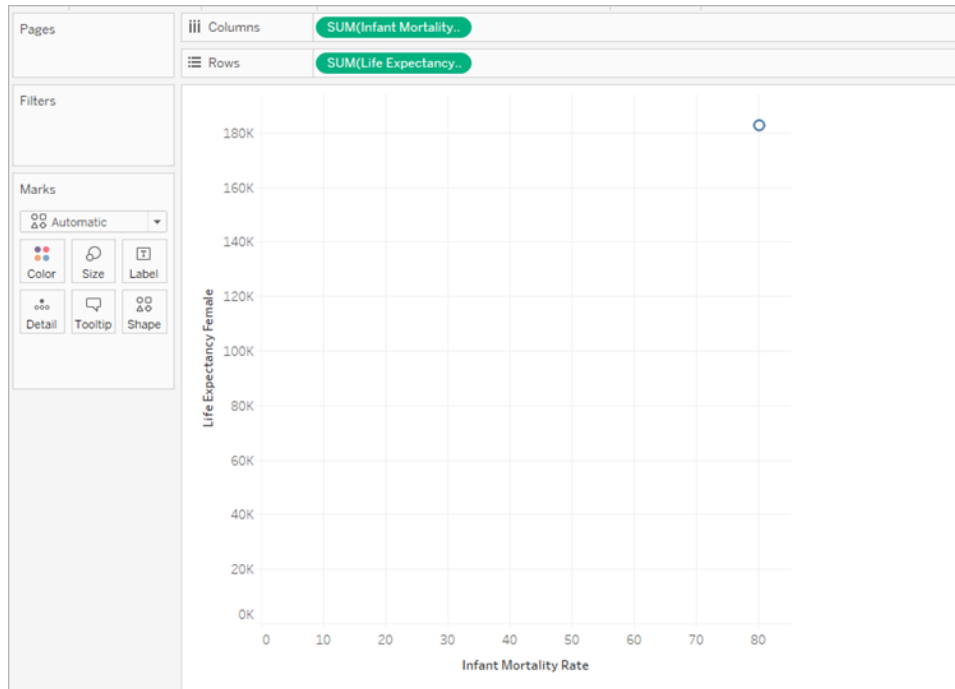 Pages
Columns SUM(Infant Mortality..
Rows SUM(Life Expectancy..
Filters
Marks
Automatic
Color Size Label
Detail Tooltip Shape
180K
160K
140K
120K
100K
80K
60K
40K
20K
0K
Life Expectancy Female
0 10 20 30 40 50 60 70 80
Infant Mortality Rate